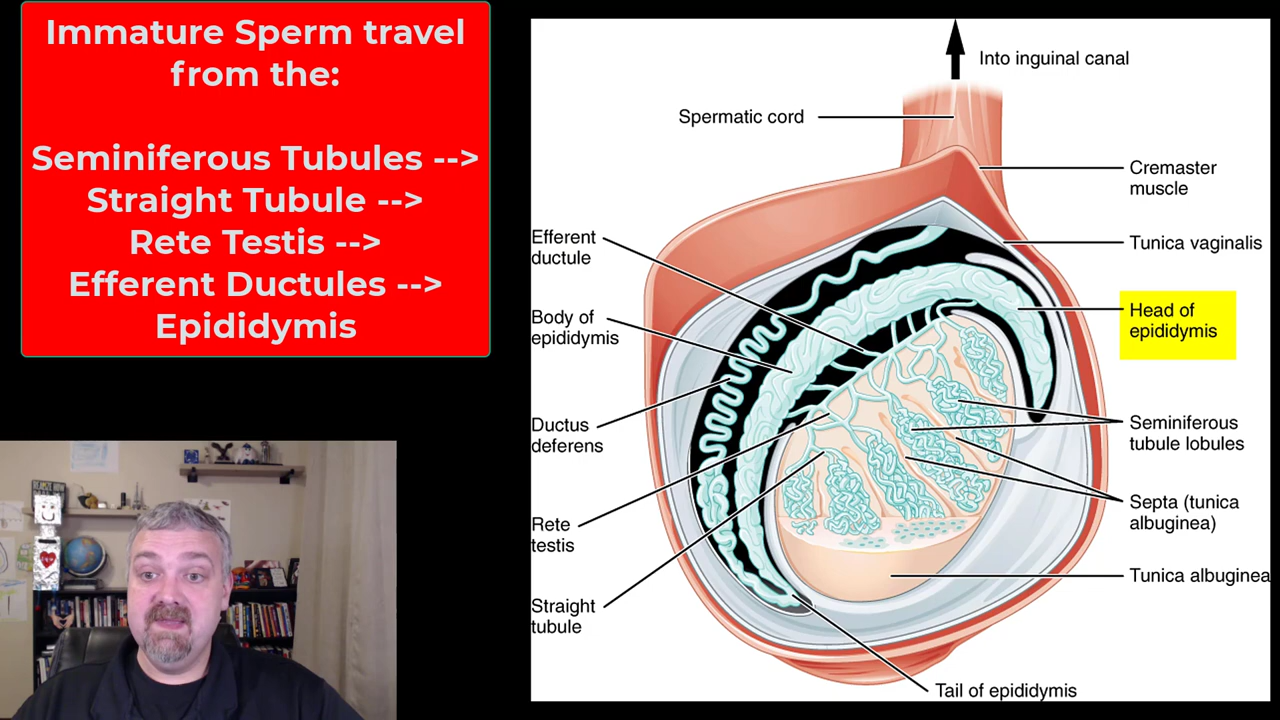 Immature Sperm travel
from the:
Seminiferous Tubules -->
Straight Tubule -->
Rete Testis -->
Efferent Ductules -->
Epididymis
Into inguinal canal
Spermatic cord
Cremaster
muscle
Tunica vaginalis
Efferent
ductule
Head of
epididymis
Body of
epididymis
Ductus
deferens
Seminiferous
tubule lobules
Septa (tunica
albuginea)
Rete
testis
Tunica albuginea
Straight
tubule
Tail of epididymis